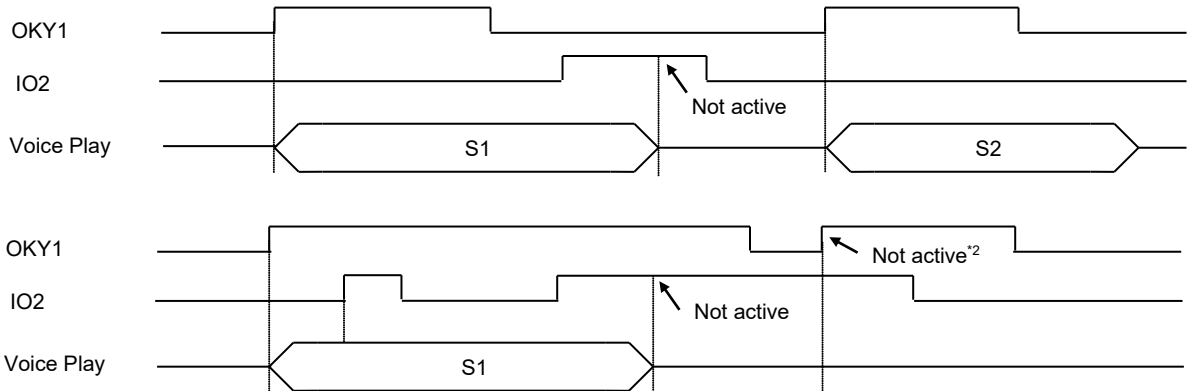 OKY1
IO2
Not active
Voice Play
S1
S2
OKY1
Not active*2
IO2
Not active
Voice Play
S1